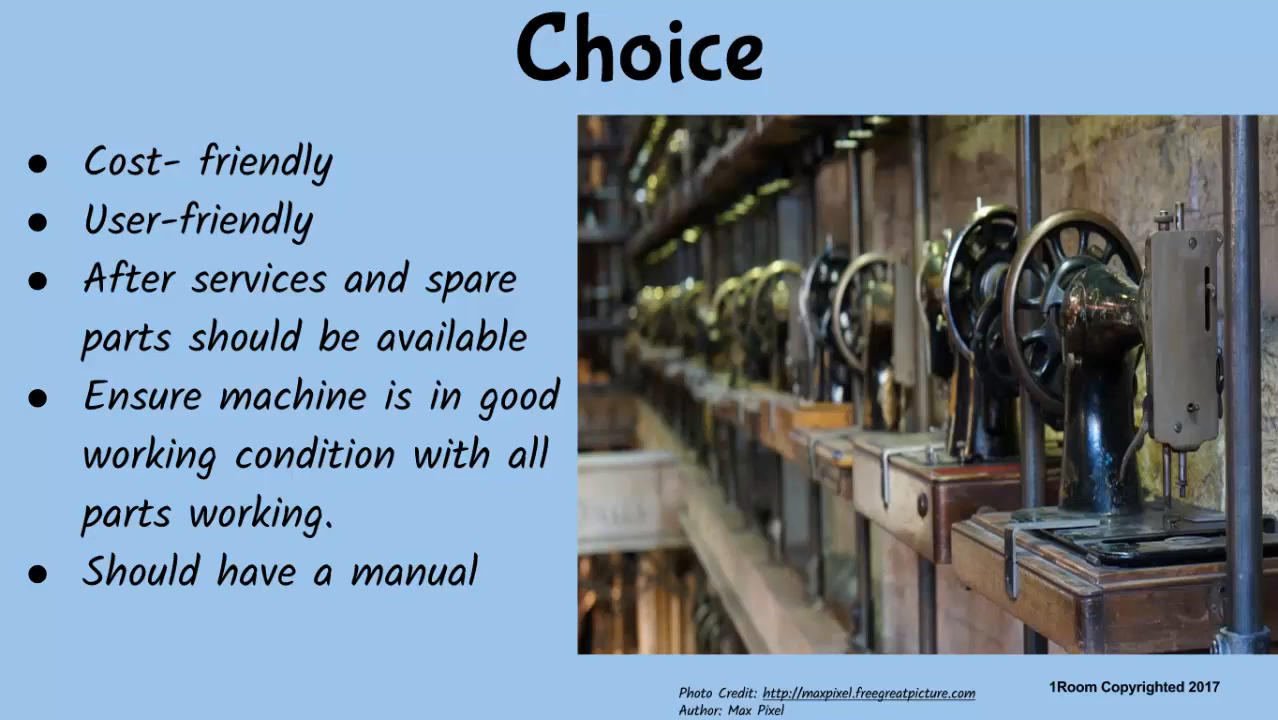 Choice
● Cost- friendly
● User-friendly
● After services and spare
parts should be available
● Ensure machine is in good
working condition with all
parts working.
● Should have a manual
Photo Credit: http://maxpixel.freegreatpicture.com
Author: Max Pixel
1Room Copyrighted 2017